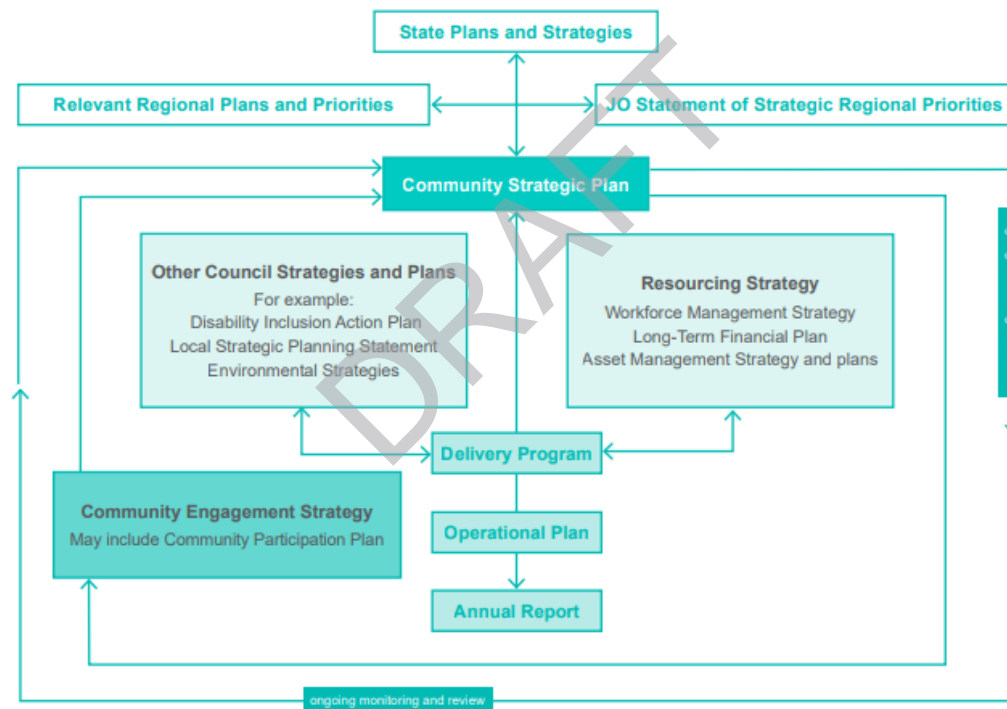 State Plans and Strategies
Relevant Regional Plans and Priorities
JO Statement of Strategic Regional Priorities
Community Strategic Plan
Other Council Strategies and Plans
For example:
Disability Inclusion Action Plan
Local Strategic Planning Statement
Environmental Strategies
Resourcing Strategy
Workforce Management Strategy
Long-Term Financial Plan
Asset Management Strategy and plans
DRAFT
Delivery Program
Community Engagement Strategy
May include Community Participation Plan
Operational Plan
Annual Report
ongoing monitoring and review